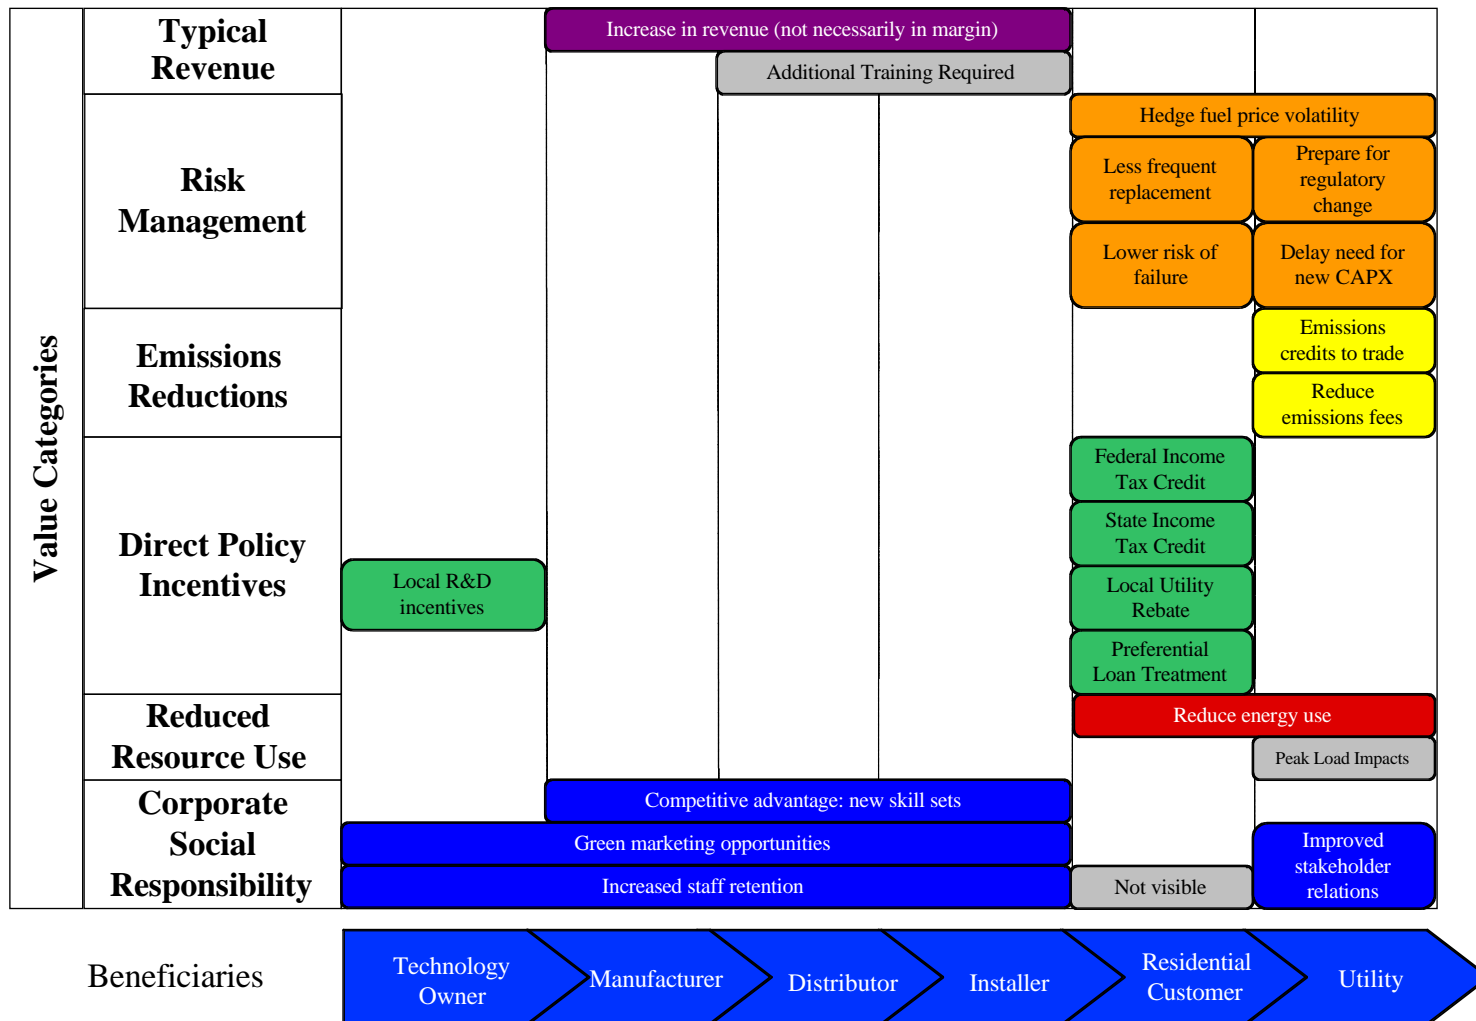 Value Categories
Typical
Revenue
Increase in revenue (not necessarily in margin)
Additional Training Required
Risk
Management
Hedge fuel price volatility
Less frequent
replacement
Prepare for
regulatory
change
Lower risk of
failure
Delay need for
new CAPX
Emissions
Reductions
Emissions
credits to trade
Reduce
emissions fees
Direct Policy
Incentives
Local R&D
incentives
Federal Income
Tax Credit
State Income
Tax Credit
Local Utility
Rebate
Preferential
Loan Treatment
Reduced
Resource Use
Reduce energy use
Peak Load Impacts
Corporate
Social
Responsibility
Competitive advantage: new skill sets
Green marketing opportunities
Increased staff retention
Not visible
Improved
stakeholder
relations
Beneficiaries
Technology
Owner
Manufacturer
Distributor
Installer
Residential
Customer
Utility